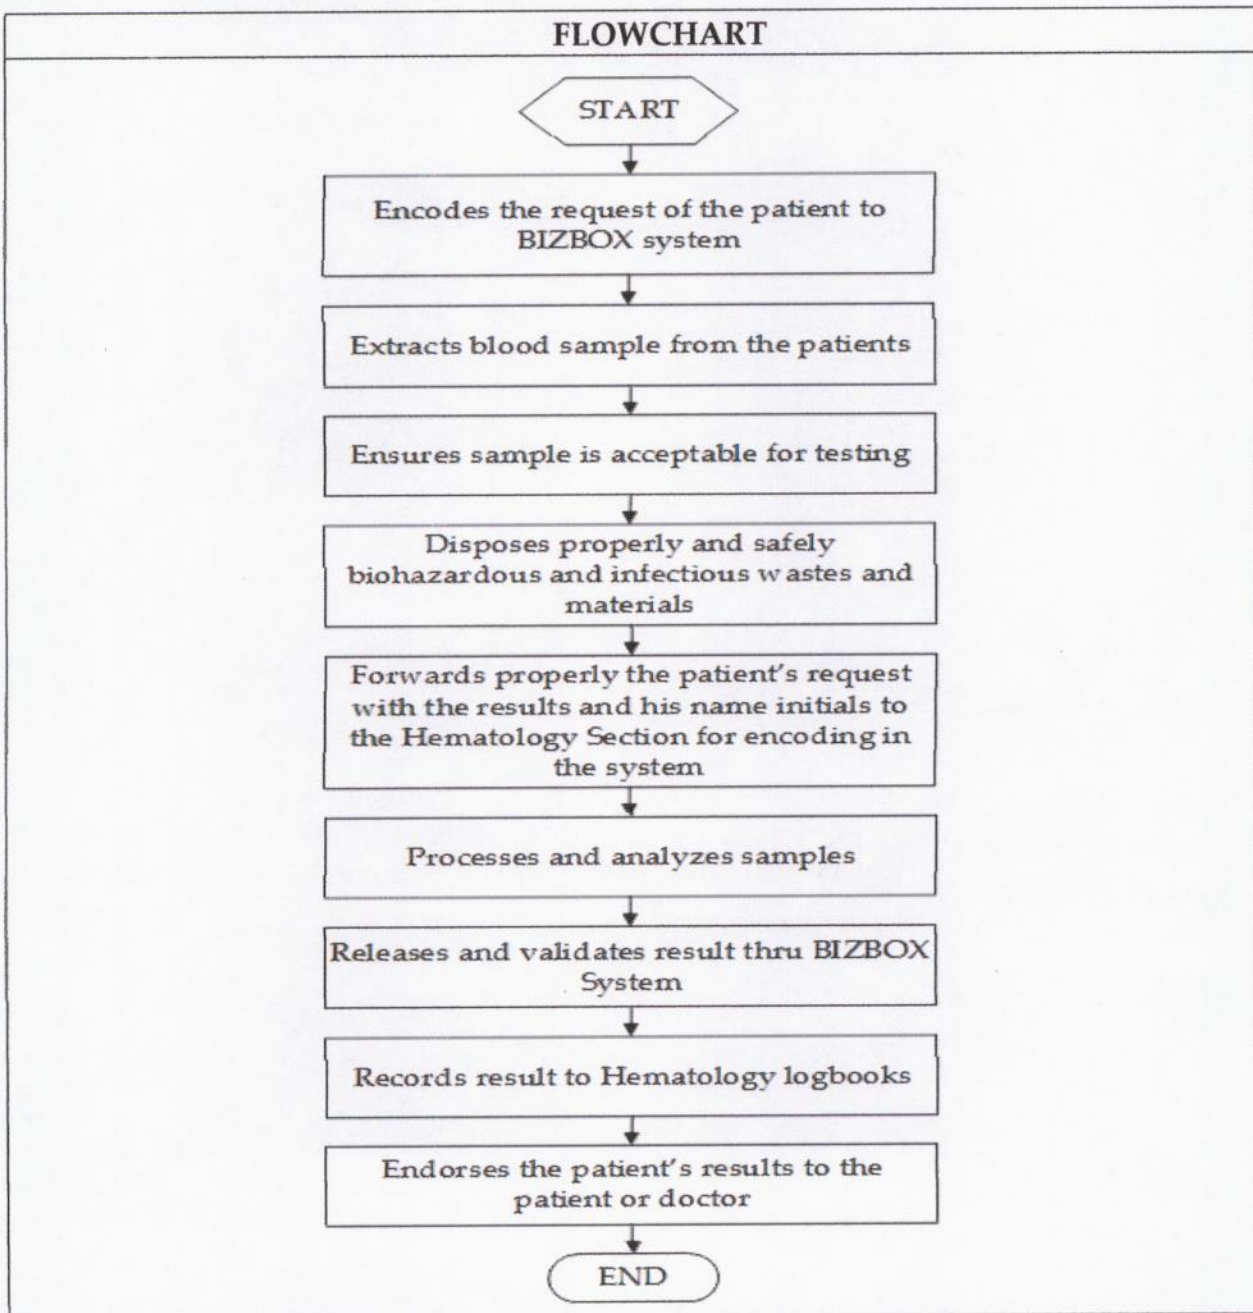 FLOWCHART
START
Encodes the request of the patient to
BIZBOX system
Extracts blood sample from the patients
Ensures sample is acceptable for testing
Disposes properly and safely
biohazardous and infectious wastes and
materials
Forwards properly the patient's request
with the results and his name initials to
the Hematology Section for encoding in
the system
Processes and analyzes samples
Releases and validates result thru BIZBOX
System
Records result to Hematology logbooks
Endorses the patient's results to the
patient or doctor
END